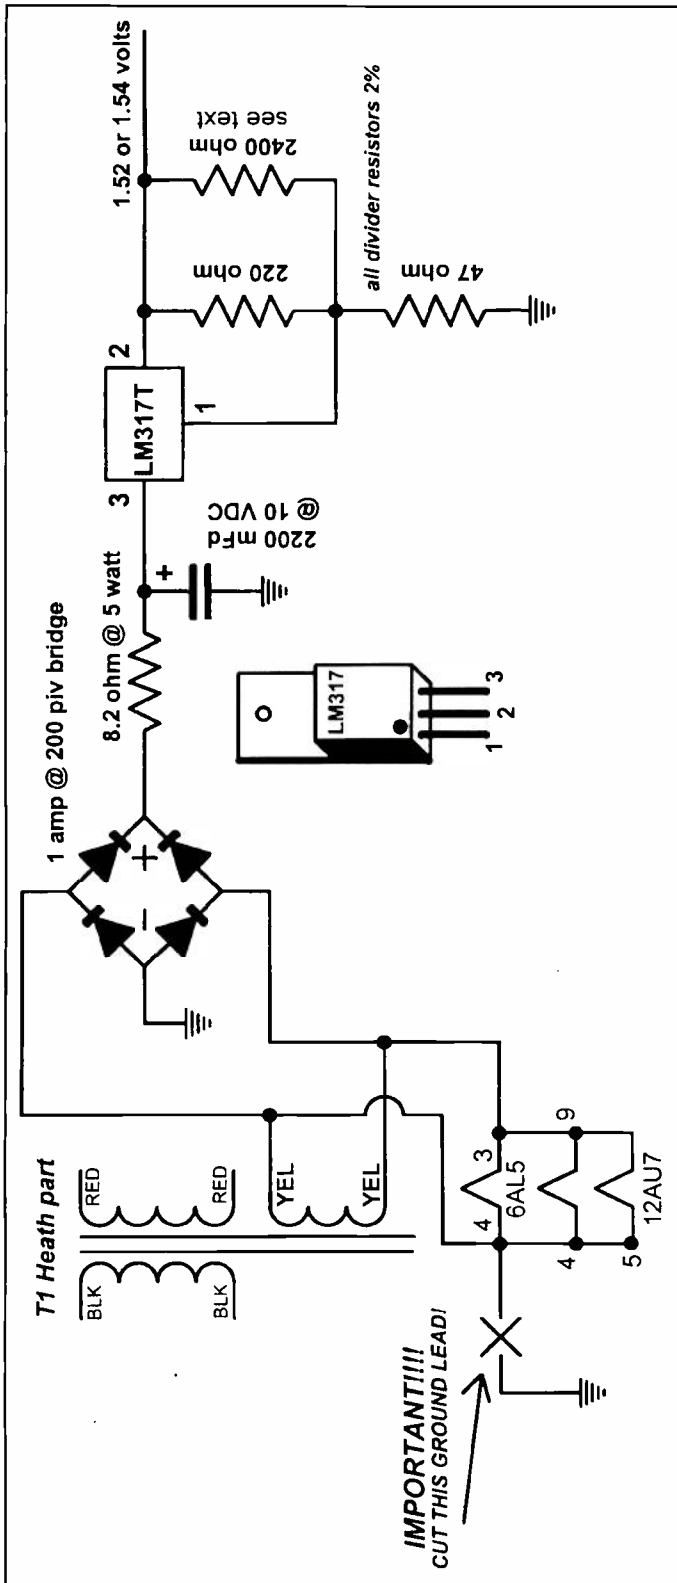 T1 Heath part
BLK
BLK
RED
RED
YEL
YEL
IMPORTANT!!!!
CUT THIS GROUND LEAD!
4
3
6AL5
4
9
5
12AU7
1 amp @ 200 piv bridge
8.2 ohm @ 5 watt
+
−
+
2200 mFd
@ 10 VDC
LM317
1
2
3
3
LM317T
2
1
1.52 or 1.54 volts
220 ohm
2400 ohm
see text
all divider resistors 2%
47 ohm